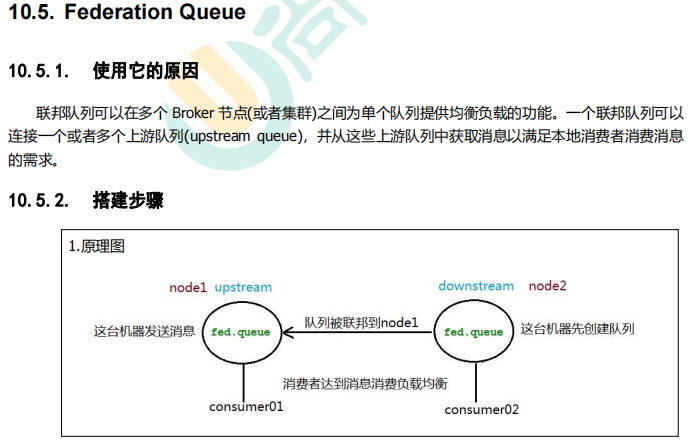 10.5. Federation Queue
10.5.1. 使用它的原因
联邦队列可以在多个 Broker 节点(或者集群)之间为单个队列提供均衡负载的功能。一个联邦队列可以
连接一个或者多个上游队列(upstream queue)，并从这些上游队列中获取消息以满足本地消费者消费消息
的需求。
10.5.2. 搭建步骤
1.原理图
node1 upstream
downstream node2
这台机器发送消息
fed.queue
队列被联邦到node1
fed.queue
这台机器先创建队列
消费者达到消息消费负载均衡
consumer01
consumer02